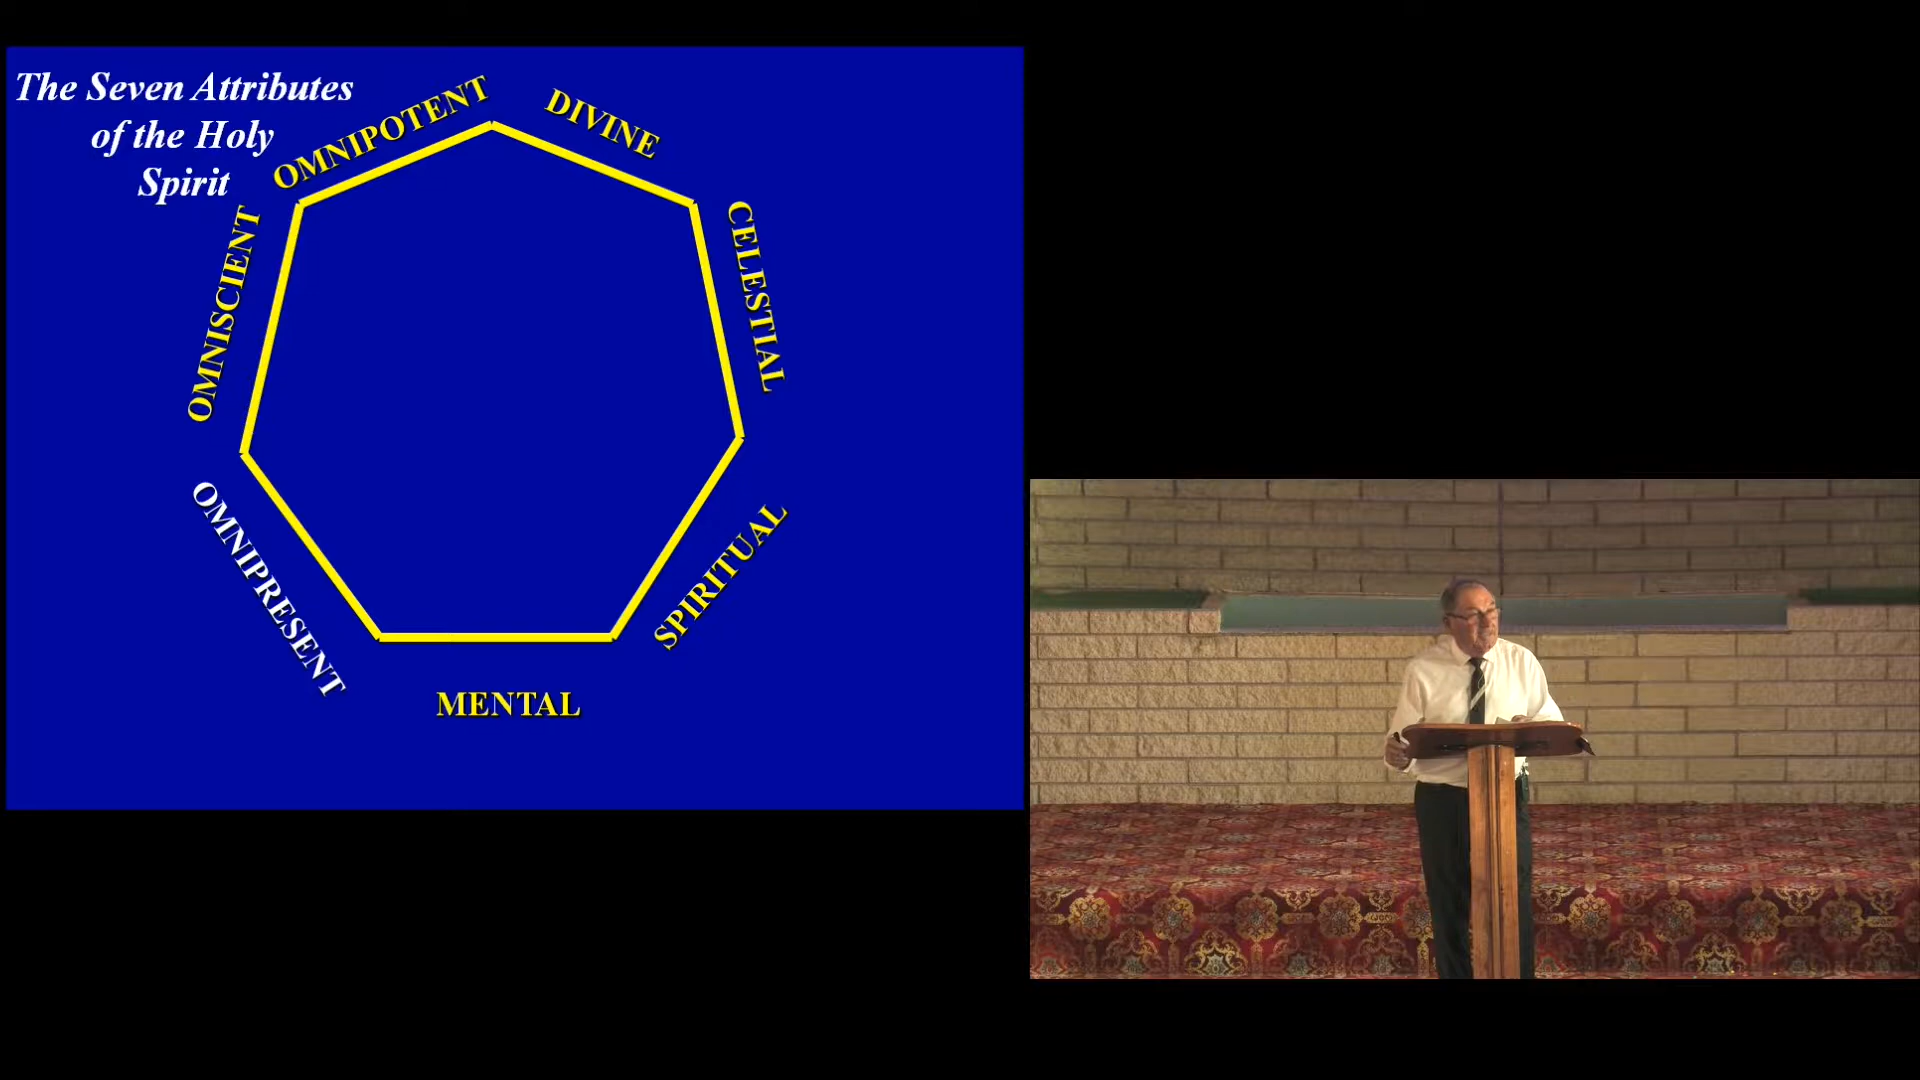 The Seven Attributes
of the Holy
Spirit
OMNIPOTENT
DIVINE
CELESTIAL
SPIRITUAL
MENTAL
OMNIPRESENT
OMNISCIENT